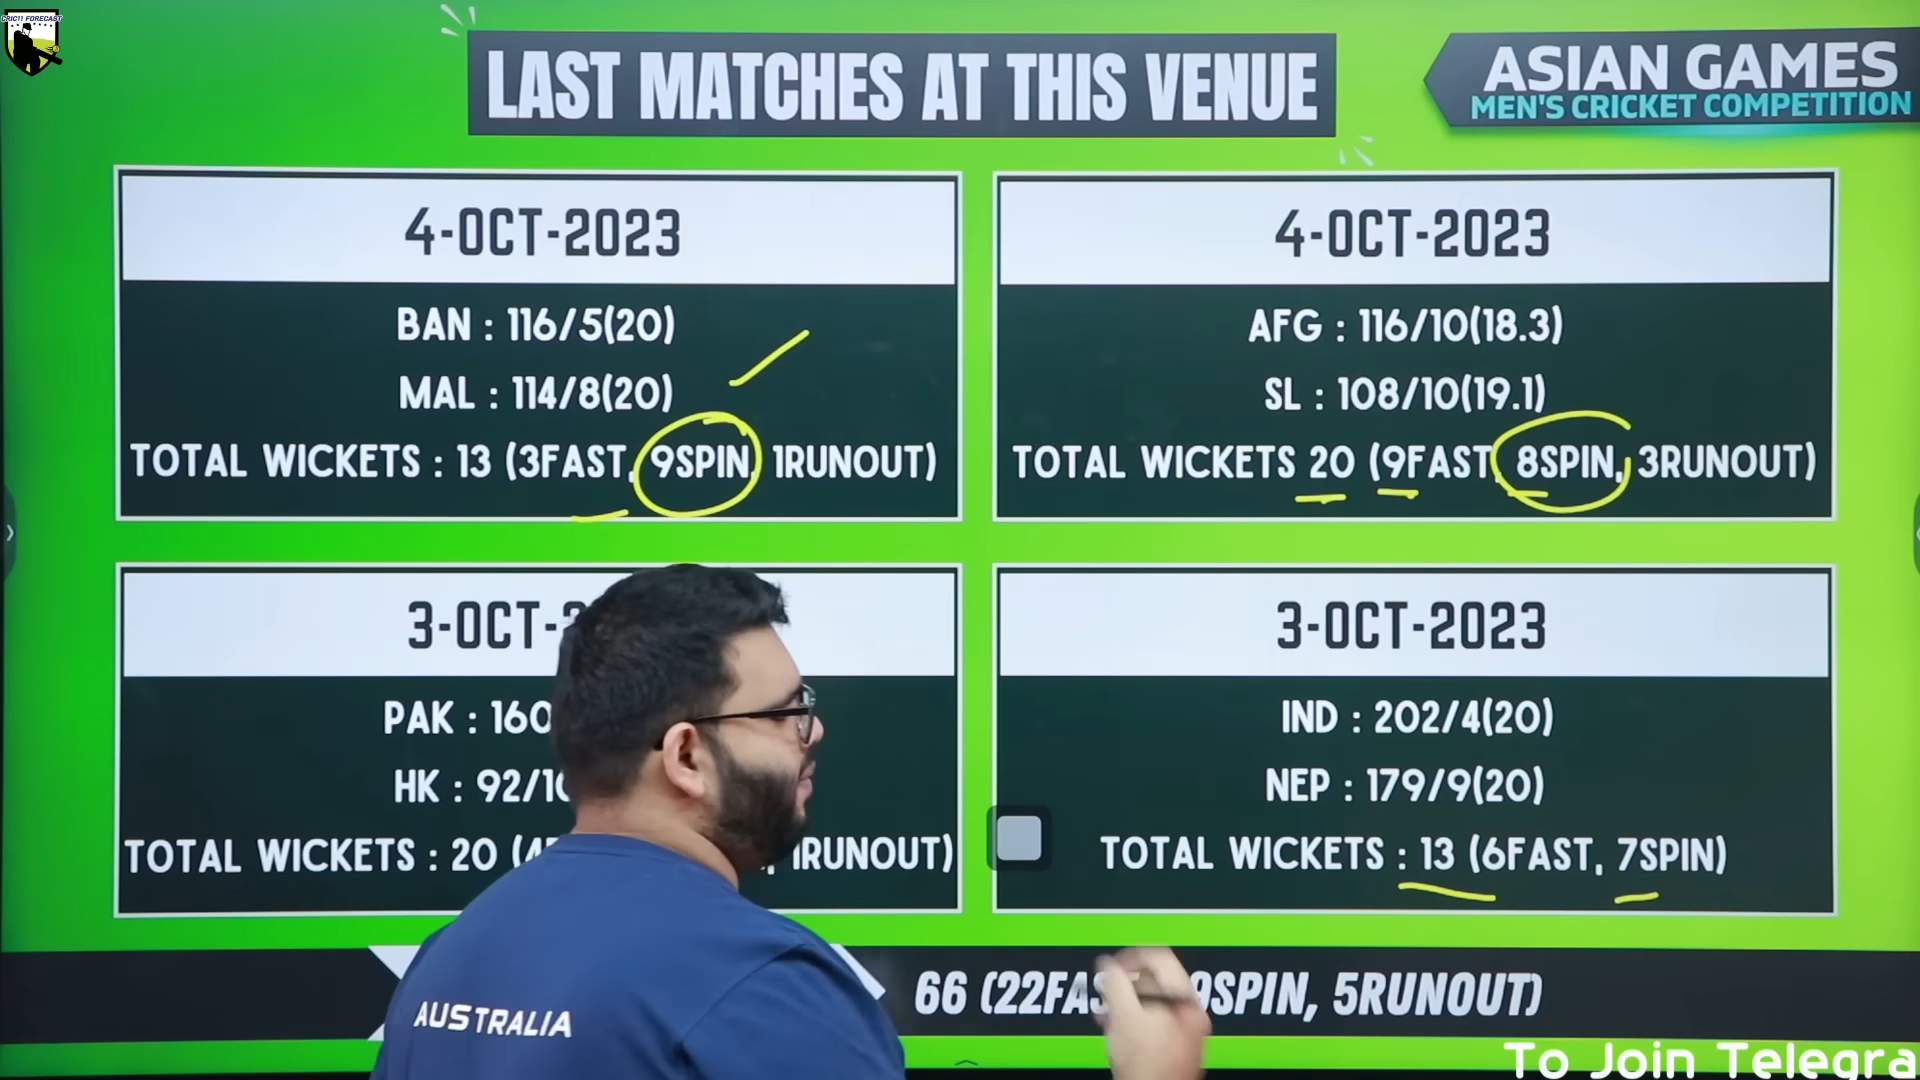 CRIC11 FORECAST
LAST MATCHES AT THIS VENUE
ASIAN GAMES
MEN'S CRICKET COMPETITION
4-OCT-2023
BAN : 116/5(20)
MAL : 114/8(20)
TOTAL WICKETS : 13 (3FAST, 9SPIN, 1RUNOUT)
4-OCT-2023
AFG : 116/10(18.3)
SL : 108/10(19.1)
TOTAL WICKETS 20 (9FAST, 8SPIN, 3RUNOUT)
3-OCT-
PAK : 160
HK : 92/10
TOTAL WICKETS : 20 (4F 1RUNOUT)
3-OCT-2023
IND : 202/4(20)
NEP : 179/9(20)
TOTAL WICKETS : 13 (6FAST, 7SPIN)
66 (22FAS 9SPIN, 5RUNOUT)
AUSTRALIA
To Join Telegra